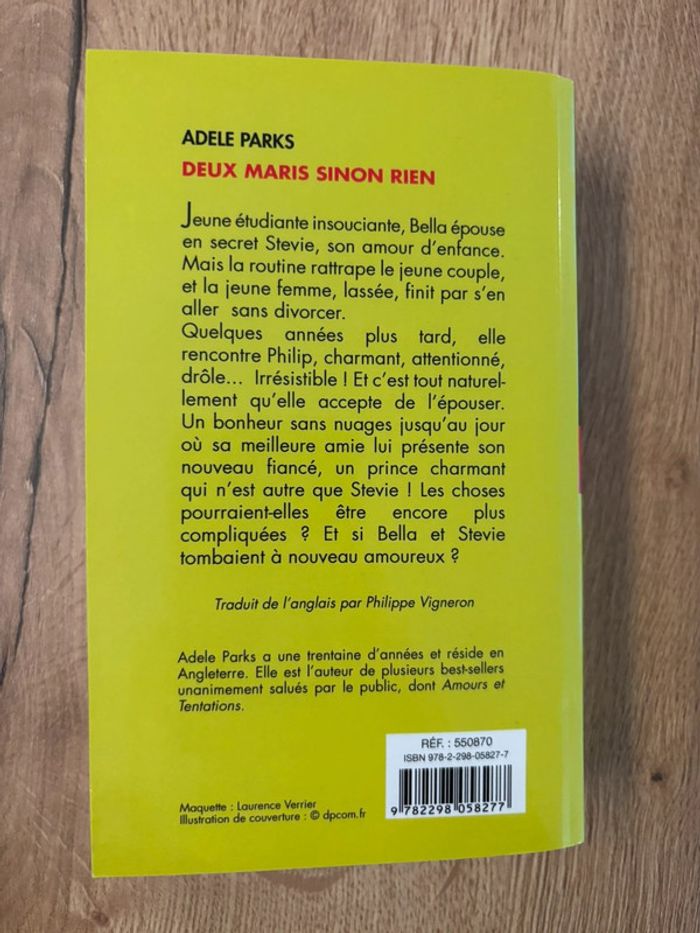 ADELE PARKS
DEUX MARIS SINON RIEN
Jeune étudiante insouciante, Bella épouse
en secret Stevie, son amour d'enfance.
Mais la routine rattrape le jeune couple,
et la jeune femme, lassée, finit par s'en
aller sans divorcer.
Quelques années plus tard, elle
rencontre Philip, charmant, attentionné,
drôle... Irrésistible ! Et c'est tout naturel-
lement qu'elle accepte de l'épouser.
Un bonheur sans nuages jusqu'au jour
où sa meilleure amie lui présente son
nouveau fiancé, un prince charmant
qui n'est autre que Stevie ! Les choses
pourraient-elles être encore plus
compliquées ? Et si Bella et Stevie
tombaient à nouveau amoureux ?
Traduit de l'anglais par Philippe Vigneron
Adele Parks a une trentaine d'années et réside en
Angleterre. Elle est l'auteur de plusieurs best-sellers
unanimement salués par le public, dont Amours et
Tentations.
RÉF. : 550870
ISBN 978-2-298-05827-7
9 782298 058277
Maquette : Laurence Verrier
Illustration de couverture : © dpcom.fr